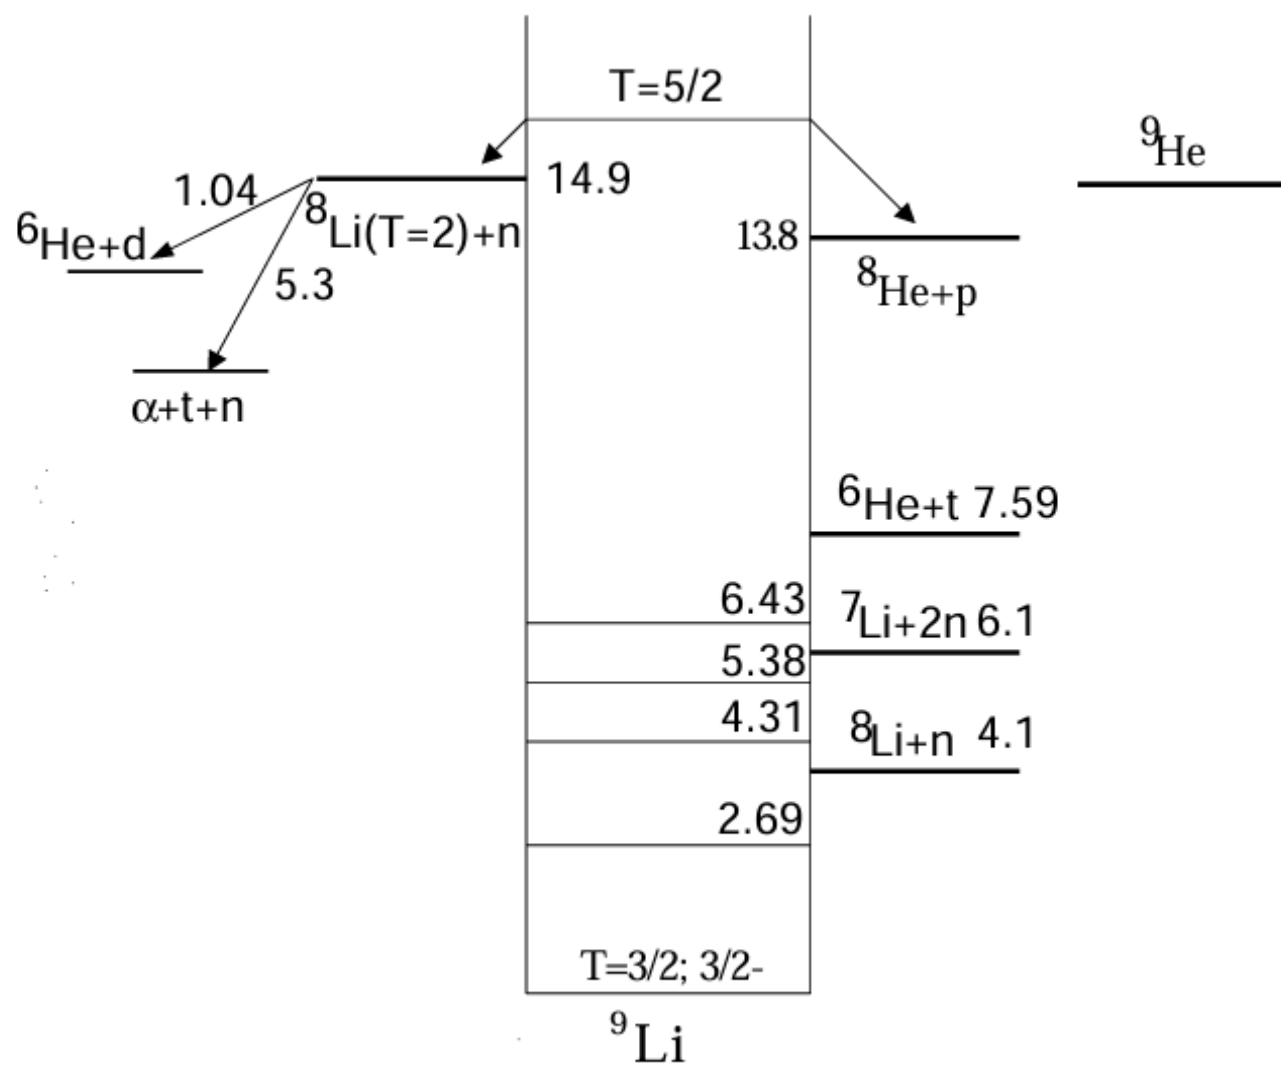 T=5/2
⁹He
1.04
14.9
⁸Li(T=2)+n
⁶He+d
13.8
5.3
⁸He+p
α+t+n
⁶He+t 7.59
6.43
⁷Li+2n 6.1
5.38
4.31
⁸Li+n 4.1
2.69
T=3/2; 3/2-
⁹Li